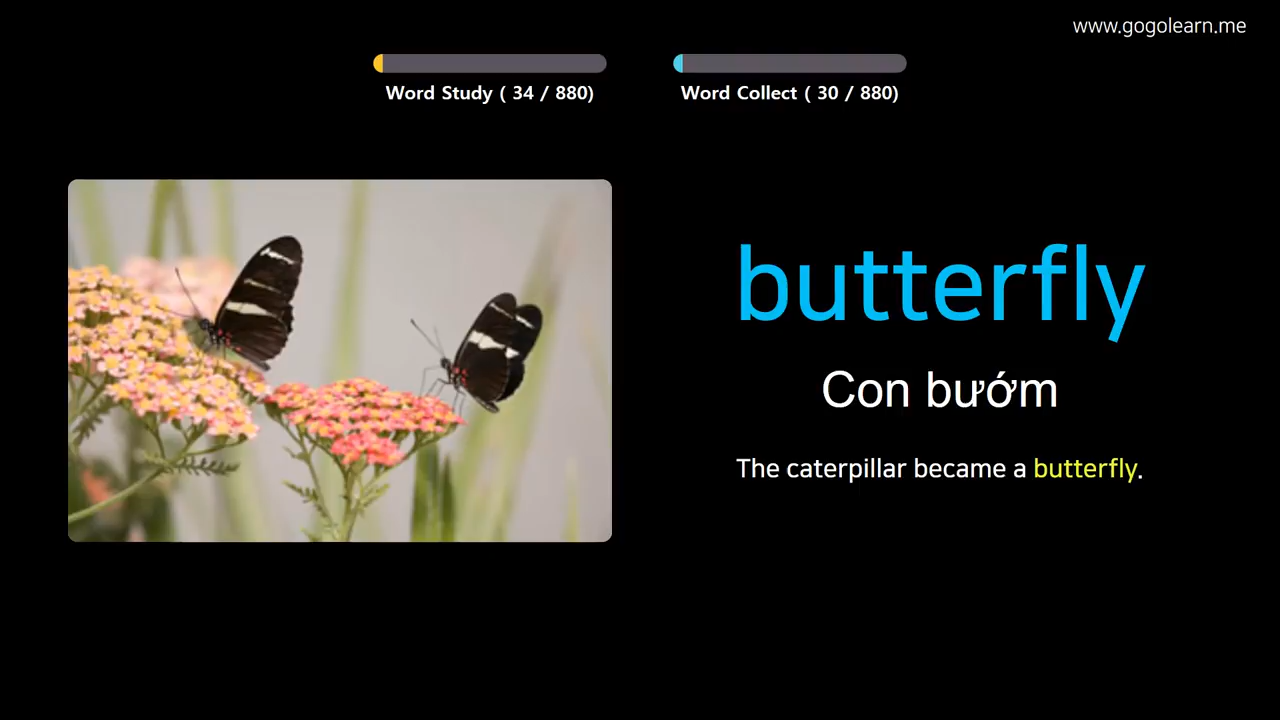 www.gogolearn.me
Word Study ( 34 / 880)
Word Collect ( 30 / 880)
butterfly
Con bướm
The caterpillar became a butterfly.